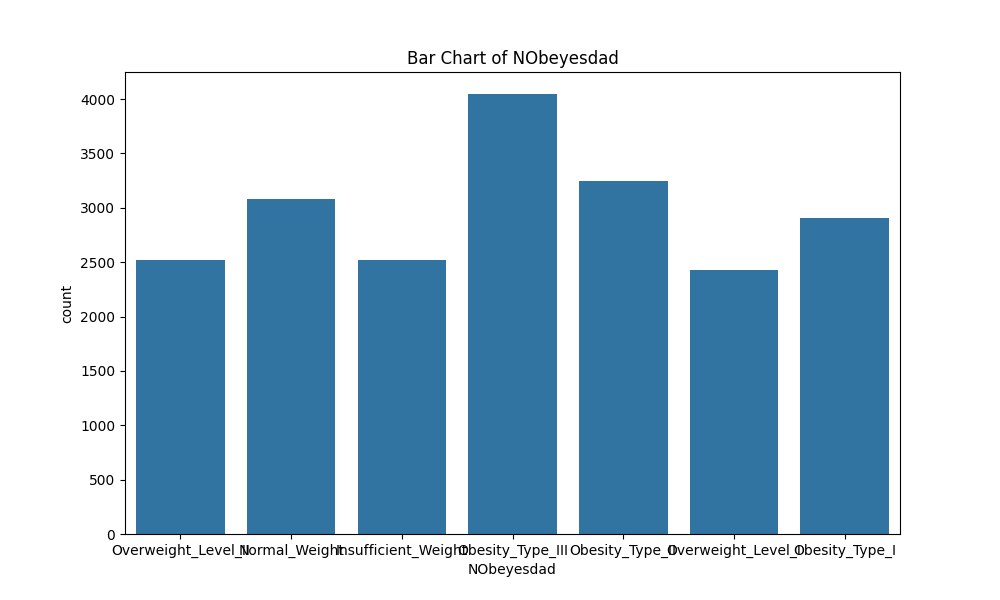 Bar Chart of NObeyesdad
4000
3500
3000
2500
2000
1500
1000
500
0
count
Overweight_Level_II Normal_Weight Insufficient_Weight Obesity_Type_III Obesity_Type_II Overweight_Level_I Obesity_Type_I
NObeyesdad